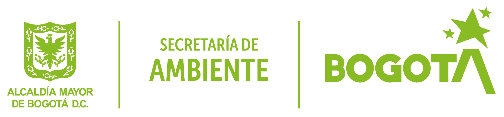 ALCALDÍA MAYOR
DE BOGOTÁ D.C.
SECRETARÍA DE
AMBIENTE
BOGOTÁ